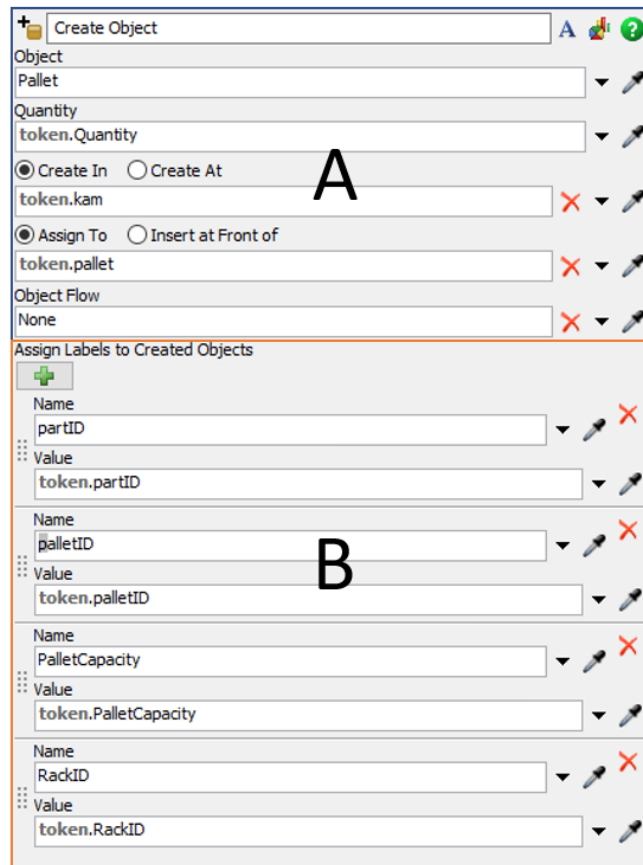 Create Object A
Object
Pallet
Quantity
token.Quantity
Create In Create At
A
token.kam
Assign To Insert at Front of
token.pallet
Object Flow
None
Assign Labels to Created Objects
Name
partID
Value
token.partID
Name
palletID
B
Value
token.palletID
Name
PalletCapacity
Value
token.PalletCapacity
Name
RackID
Value
token.RackID